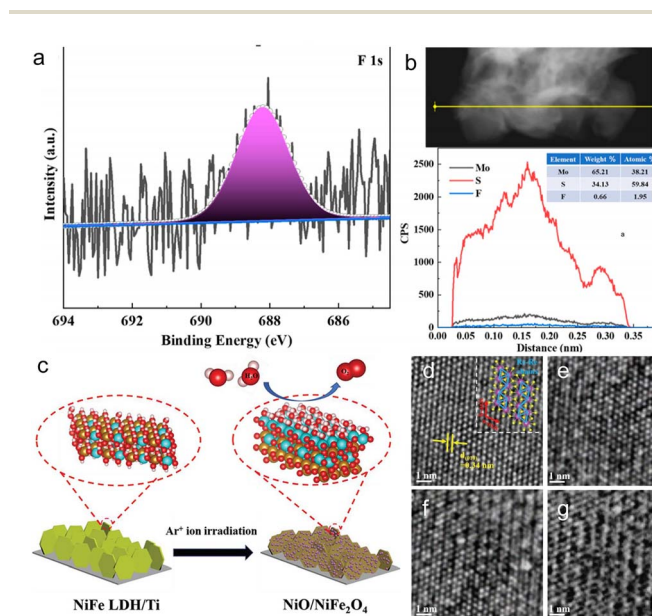 a
F 1s
Intensity (a.u.)
694
692
690
688
686
Binding Energy (eV)
b
Mo
S
F
Element Weight % Atomic %
Mo 65.21 38.21
S 34.13 59.84
F 0.66 1.95
a
CPS
2500
2000
1500
1000
500
0
0.00 0.05 0.10 0.15 0.20 0.25 0.30 0.35
Distance (nm)
c
Ar⁺ ion irradiation
NiFe LDH/Ti
NiO/NiFe₂O₄
d
1 nm
e
1 nm
f
1 nm
g
1 nm